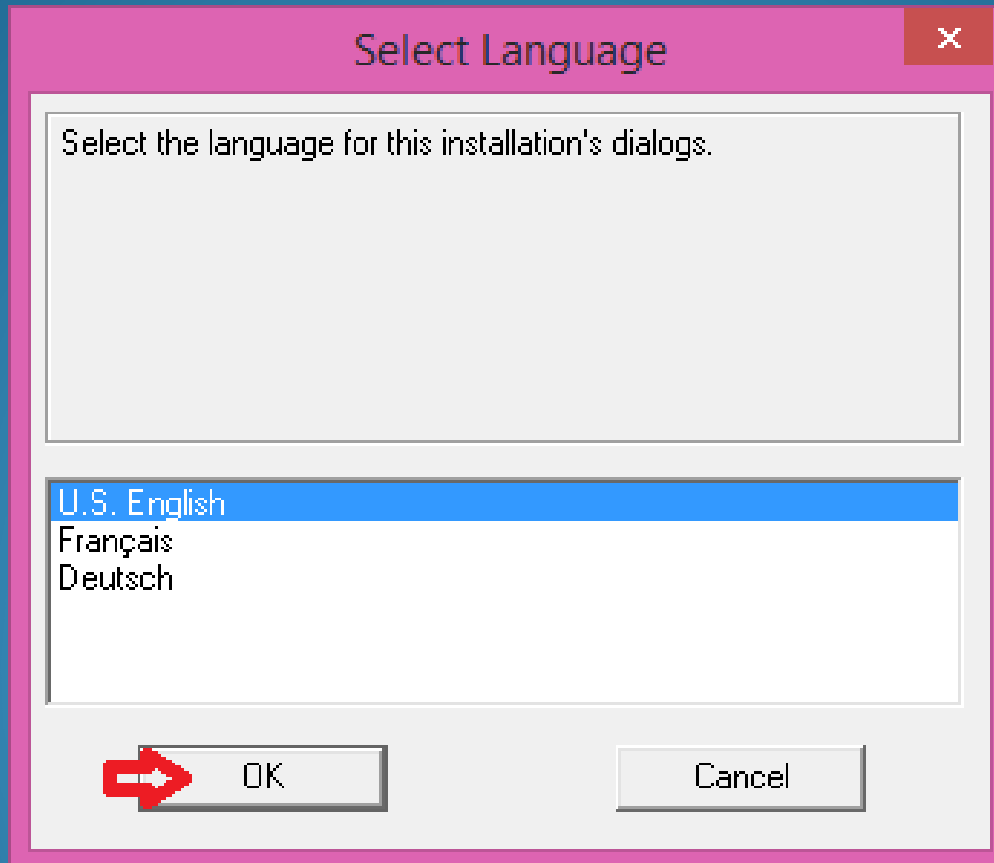 Select Language
Select the language for this installation's dialogs.
U.S. English
Français
Deutsch
OK
Cancel